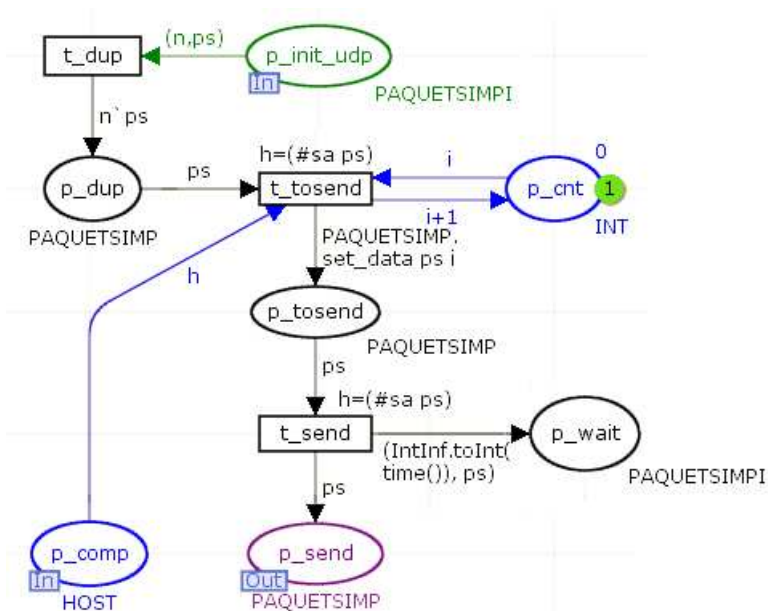 (n,ps)
t_dup
p_init_udp
In
PAQUETSIMPI
n`ps
h=(#sa ps)
ps
i
0
p_dup
t_tosend
p_cnt
1
i+1
INT
PAQUETSIMP
PAQUETSIMP.
set_data ps i
h
p_tosend
PAQUETSIMP
ps
h=(#sa ps)
t_send
p_wait
(IntInf.toInt(
time()), ps)
PAQUETSIMPI
ps
p_comp
p_send
In
Out
HOST
PAQUETSIMP